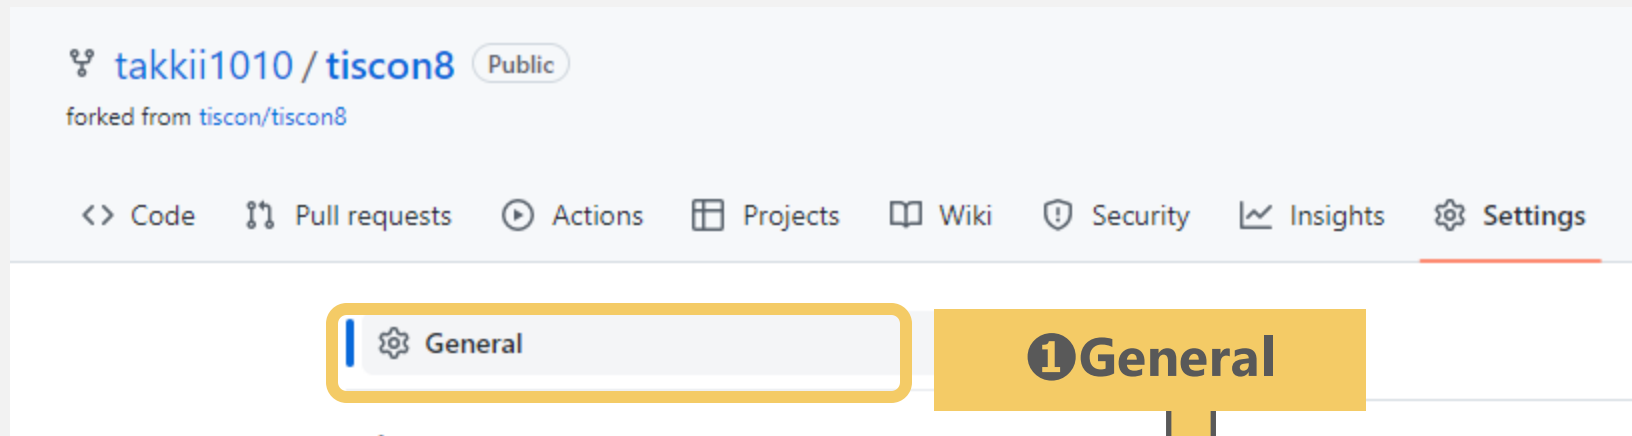 takkii1010 / tiscon8 Public
forked from tiscon/tiscon8
Code Pull requests Actions Projects Wiki Security Insights Settings
General
❶General